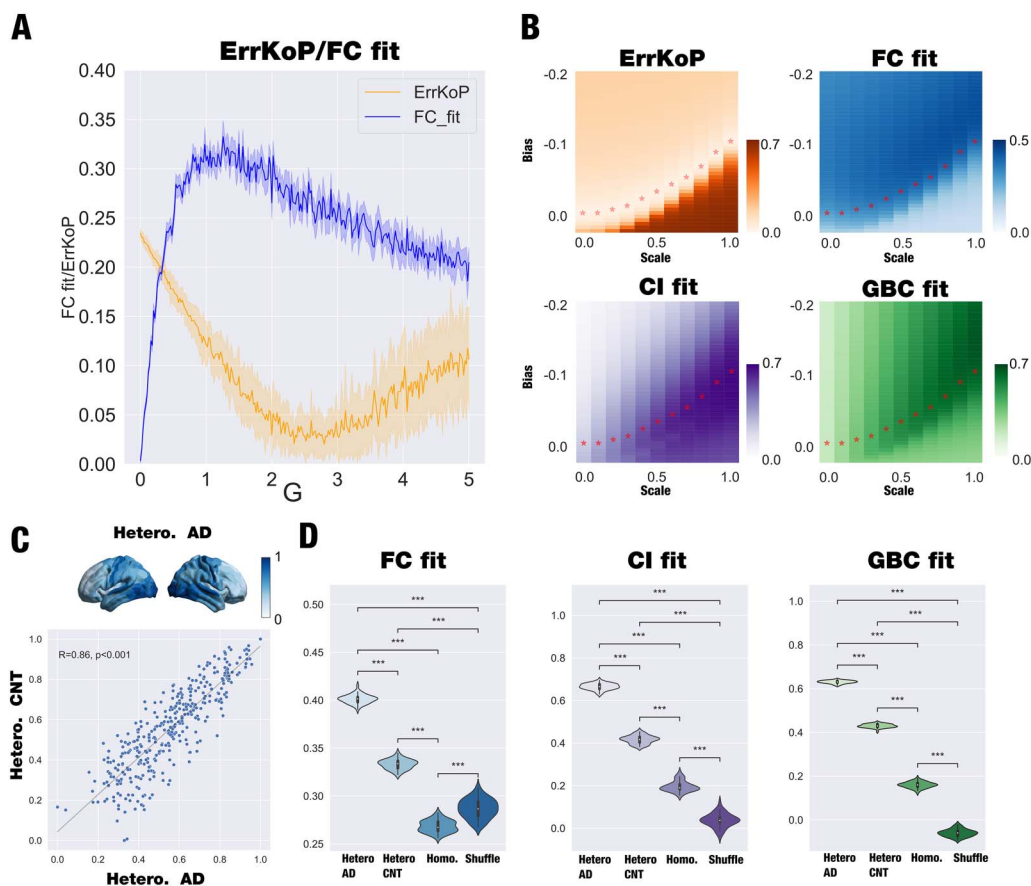 A
ErrKoP/FC fit
ErrKoP
FC_fit
FC fit/ErrKoP
0.40
0.35
0.30
0.25
0.20
0.15
0.10
0.05
0.00
0 1 2 3 4 5
G
B
ErrKoP
Bias
-0.2
-0.1
0.0
0.0 0.5 1.0
Scale
0.7
0.0
FC fit
-0.2
-0.1
0.0
0.0 0.5 1.0
Scale
0.5
0.0
CI fit
Bias
-0.2
-0.1
0.0
0.0 0.5 1.0
Scale
0.7
0.0
GBC fit
-0.2
-0.1
0.0
0.0 0.5 1.0
Scale
0.7
0.0
C
Hetero. AD
1
0
R=0.86, p<0.001
Hetero. CNT
1.0
0.8
0.6
0.4
0.2
0.0
0.0 0.2 0.4 0.6 0.8 1.0
Hetero. AD
D
FC fit
0.50
0.45
0.40
0.35
0.30
0.25
***
***
***
***
***
***
Hetero Hetero Homo. Shuffle
AD CNT
CI fit
1.0
0.8
0.6
0.4
0.2
0.0
***
***
***
***
***
***
Hetero Hetero Homo. Shuffle
AD CNT
GBC fit
1.0
0.8
0.6
0.4
0.2
0.0
***
***
***
***
***
***
Hetero Hetero Homo. Shuffle
AD CNT